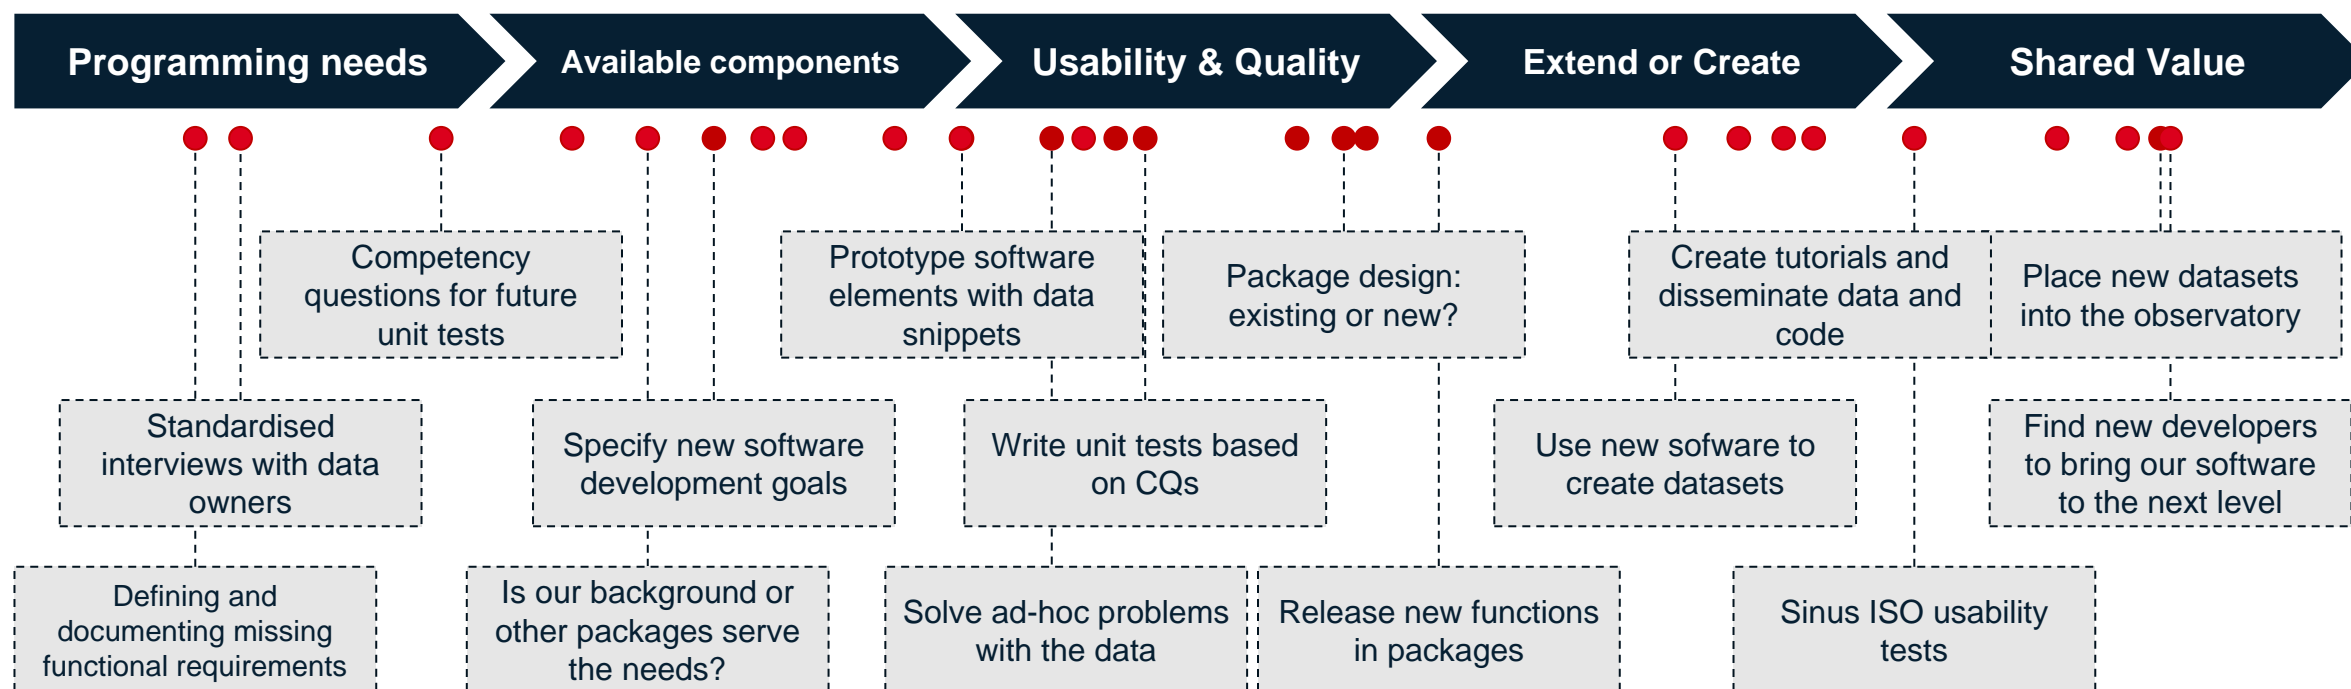 Programming needs
Available components
Usability & Quality
Extend or Create
Shared Value
Competency
questions for future
unit tests
Prototype software
elements with data
snippets
Package design:
existing or new?
Create tutorials and
disseminate data and
code
Place new datasets
into the observatory
Standardised
interviews with data
owners
Specify new software
development goals
Write unit tests based
on CQs
Use new sofware to
create datasets
Find new developers
to bring our software
to the next level
Defining and
documenting missing
functional requirements
Is our background or
other packages serve
the needs?
Solve ad-hoc problems
with the data
Release new functions
in packages
Sinus ISO usability
tests